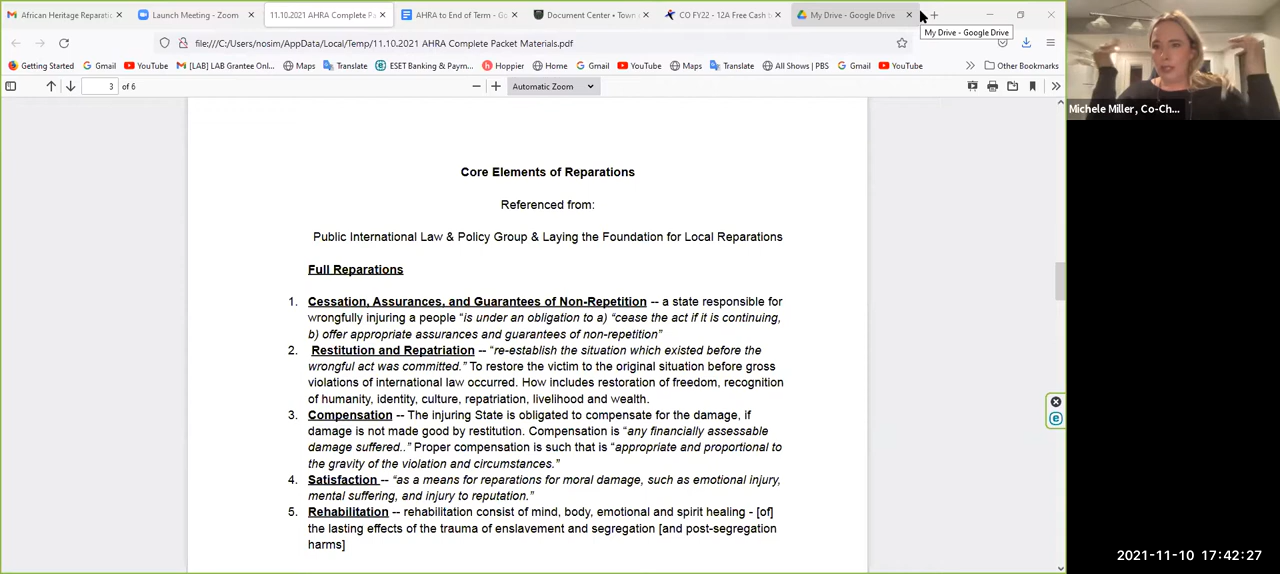 African Heritage Reparatic
Launch Meeting - Zoom
11.10.2021 AHRA Complete Pa
AHRA to End of Term - G
Document Center • Town
CO FY22 - 12A Free Cash t
My Drive - Google Drive
file:///C:/Users/nosim/AppData/Local/Temp/11.10.2021 AHRA Complete Packet Materials.pdf
My Drive - Google Drive
Getting Started Gmail YouTube [LAB] LAB Grantee Onl... Maps Translate ESET Banking & Paym... Hoppier Home Gmail YouTube Maps Translate All Shows | PBS Gmail YouTube Other Bookmarks
3 of 6
Automatic Zoom
Michele Miller, Co-Ch...
Core Elements of Reparations
Referenced from:
Public International Law & Policy Group & Laying the Foundation for Local Reparations
Full Reparations
1. Cessation, Assurances, and Guarantees of Non-Repetition -- a state responsible for
wrongfully injuring a people “is under an obligation to a) “cease the act if it is continuing,
b) offer appropriate assurances and guarantees of non-repetition”
2. Restitution and Repatriation -- “re-establish the situation which existed before the
wrongful act was committed.” To restore the victim to the original situation before gross
violations of international law occurred. How includes restoration of freedom, recognition
of humanity, identity, culture, repatriation, livelihood and wealth.
3. Compensation -- The injuring State is obligated to compensate for the damage, if
damage is not made good by restitution. Compensation is “any financially assessable
damage suffered..” Proper compensation is such that is “appropriate and proportional to
the gravity of the violation and circumstances.”
4. Satisfaction -- “as a means for reparations for moral damage, such as emotional injury,
mental suffering, and injury to reputation.”
5. Rehabilitation -- rehabilitation consist of mind, body, emotional and spirit healing - [of]
the lasting effects of the trauma of enslavement and segregation [and post-segregation
harms]
2021-11-10 17:42:27